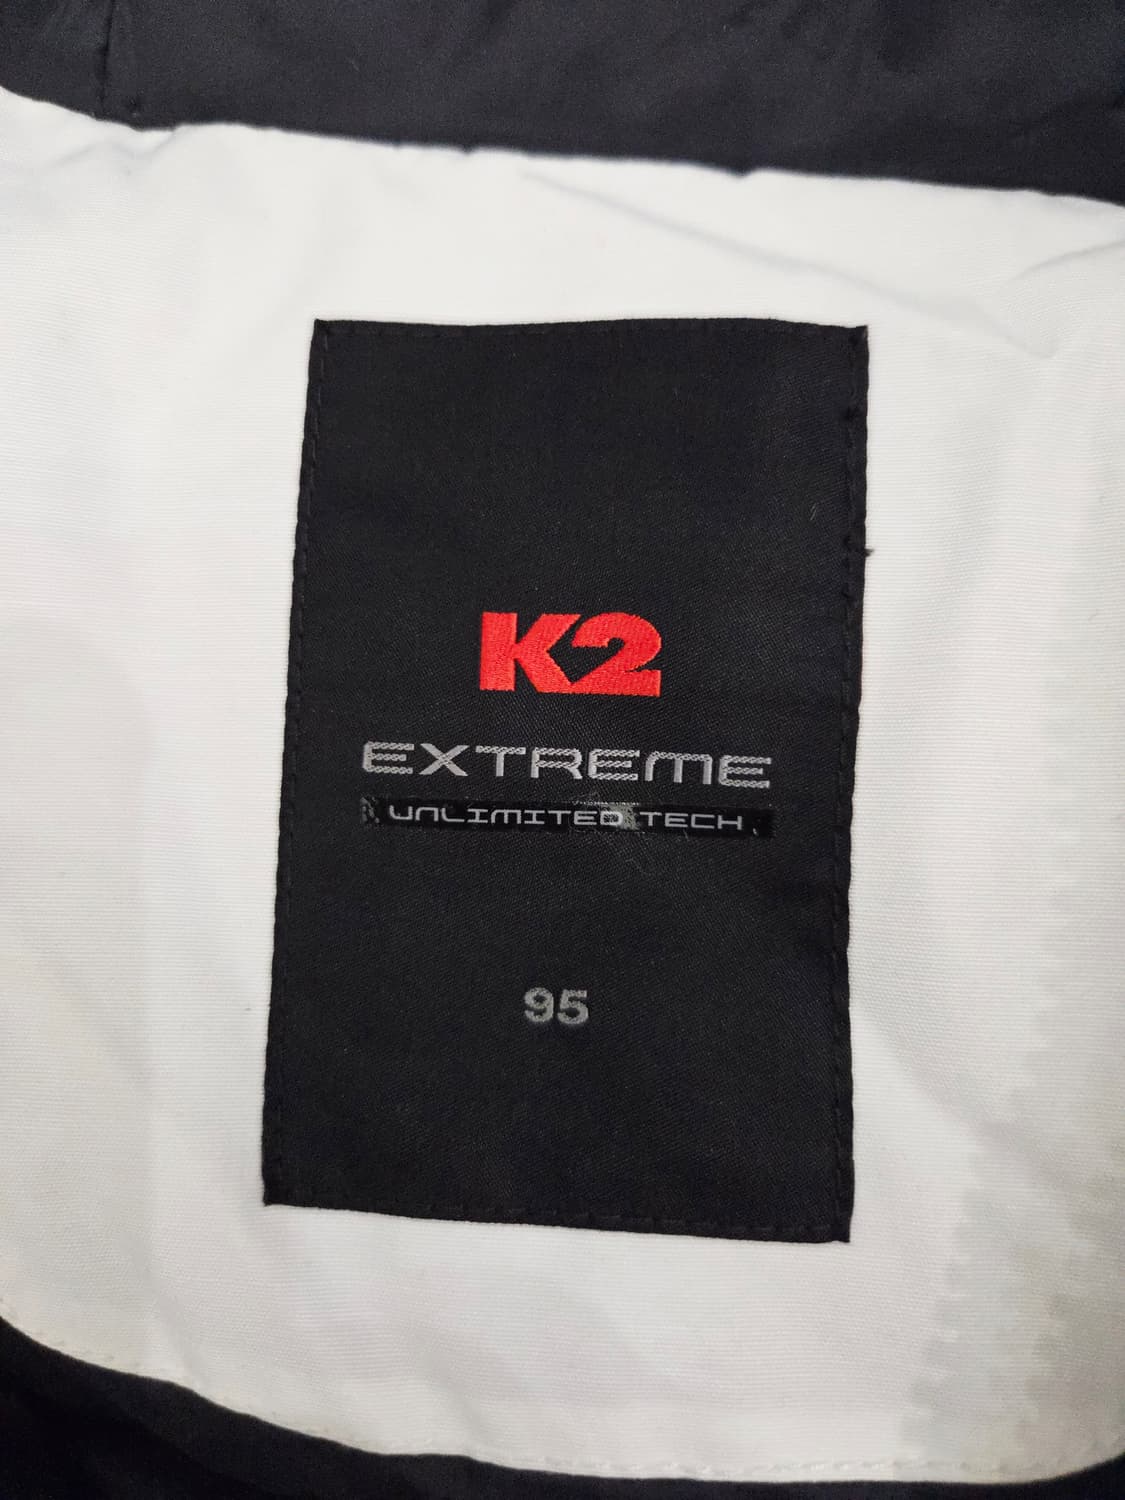 K2
EXTREME
UNLIMITED TECH
95